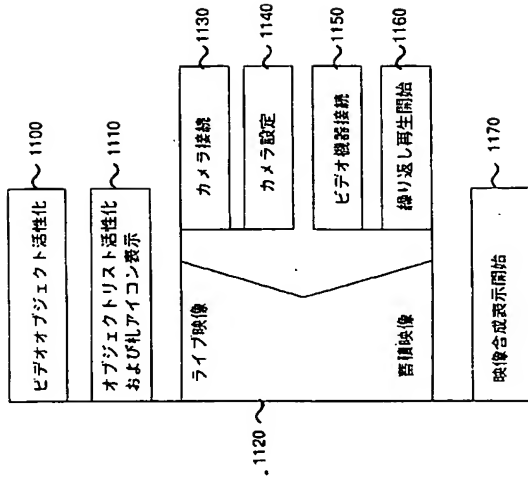 ビデオオブジェクト活性化
1100
オブジェクトリスト活性化
および札アイコン表示
1110
1120
ライブ映像
カメラ接続
1130
カメラ設定
1140
蓄積映像
ビデオ機器接続
1150
繰り返し再生開始
1160
映像合成表示開始
1170